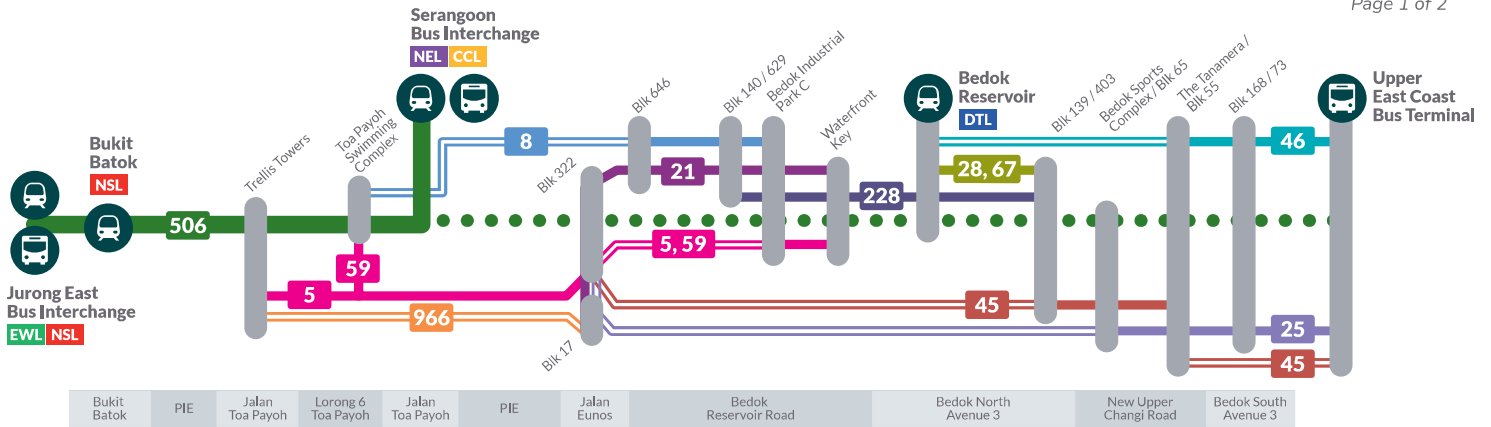 Page 1 of 2
Serangoon
Bus Interchange
NEL CCL
Bukit
Batok
NSL
Jurong East
Bus Interchange
EWL NSL
506
Trellis Towers
Toa Payoh
Swimming
Complex
59
5
966
8
Blk 322
Blk 17
Blk 646
21
5, 59
Blk 140 / 629
Bedok Industrial
Park C
Waterfront
Key
228
Bedok
Reservoir
DTL
28, 67
45
Blk 139 / 403
Bedok Sports
Complex / Blk 65
The Tanamera /
Blk 55
Blk 168 / 73
46
25
45
Upper
East Coast
Bus Terminal
Bukit
Batok
PIE
Jalan
Toa Payoh
Lorong 6
Toa Payoh
Jalan
Toa Payoh
PIE
Jalan
Eunos
Bedok
Reservoir Road
Bedok North
Avenue 3
New Upper
Changi Road
Bedok South
Avenue 3